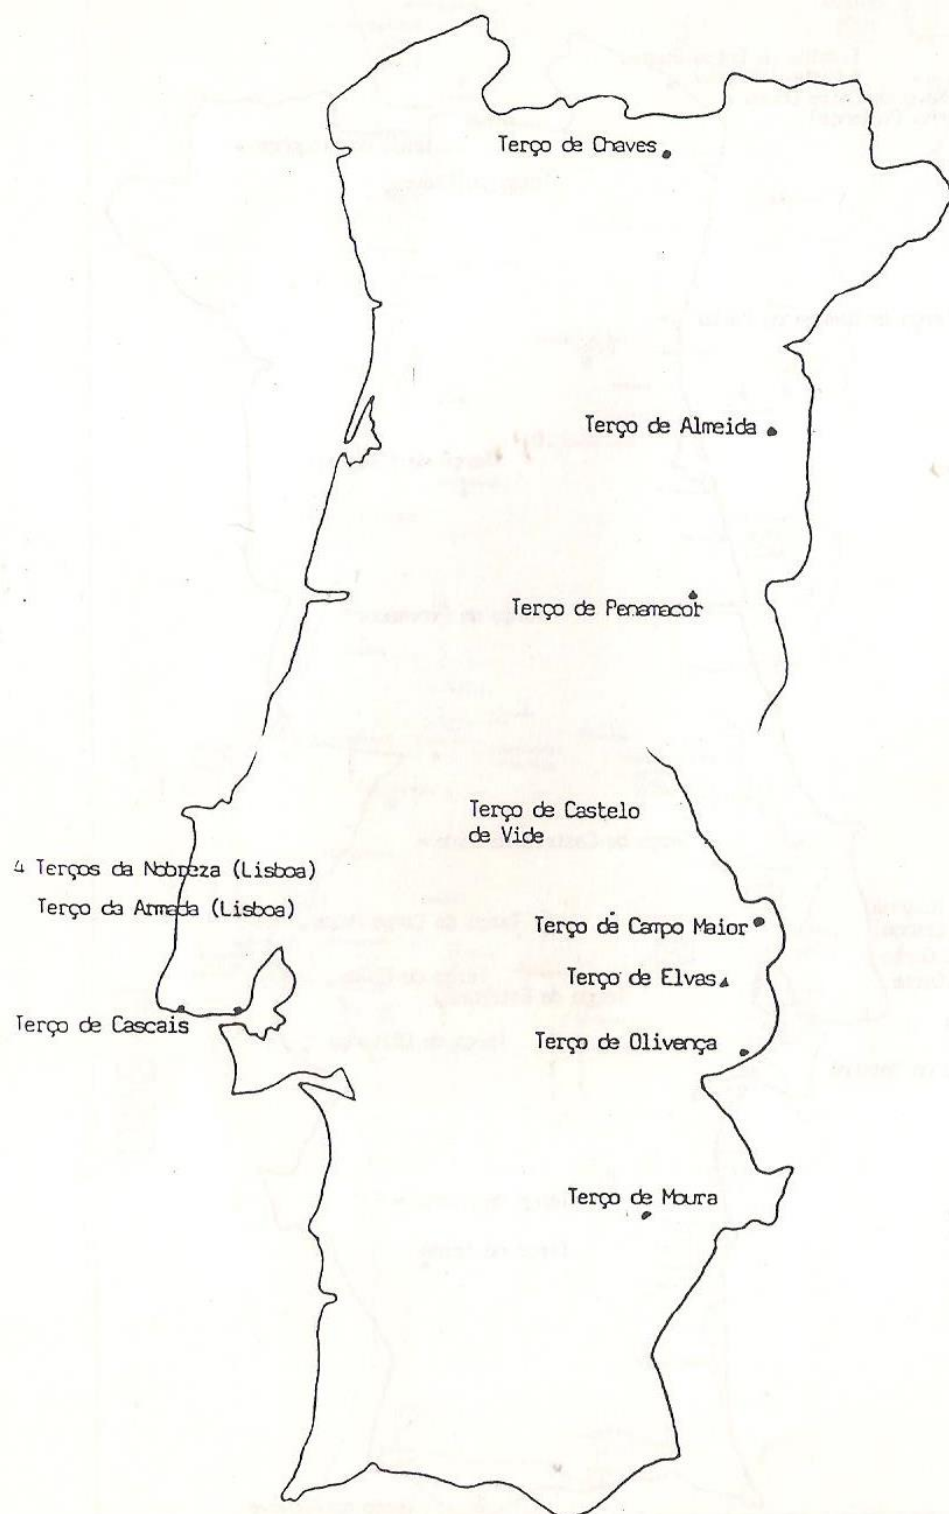 Terço de Chaves
Terço de Almeida
Terço de Penamacor
Terço de Castelo
de Vide
4 Terços da Nobreza (Lisboa)
Terço da Armada (Lisboa)
Terço de Campo Maior
Terço de Elvas
Terço de Cascais
Terço de Olivença
Terço de Moura